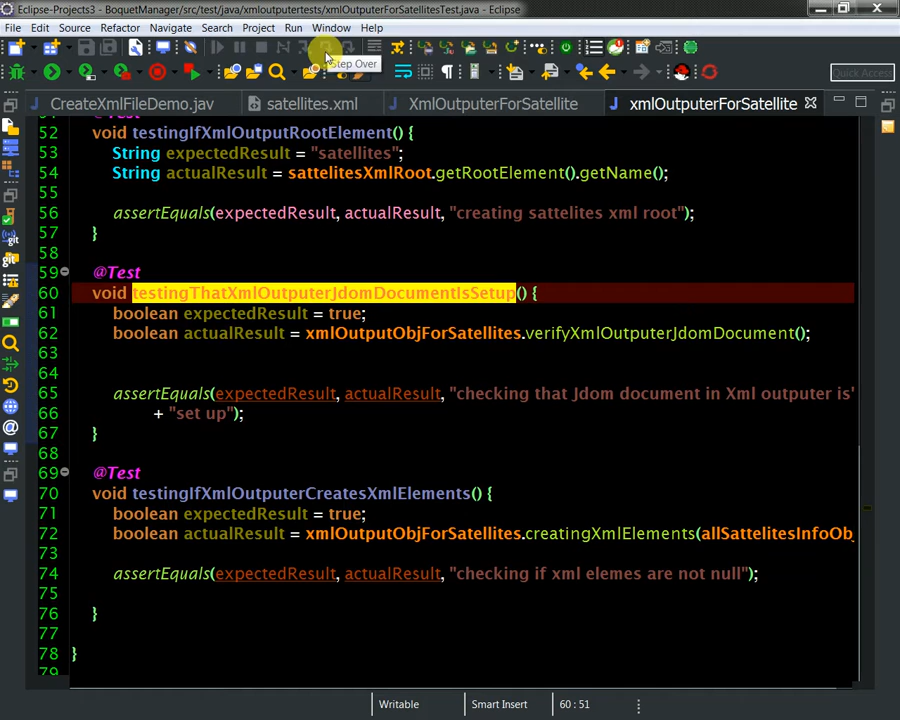 Eclipse-Projects3 - BoquetManager/src/test/java/xmloutputertests/xmlOutputerForSatellitesTest.java - Eclipse
File Edit Source Refactor Navigate Search Project Run Window Help
Step Over
Quick Access
CreateXmlFileDemo.jav
satellites.xml
XmlOutputerForSatellite
xmlOutputerForSatellite
52 void testingIfXmlOutputRootElement() {
53 String expectedResult = "satellites";
54 String actualResult = sattelitesXmlRoot.getRootElement().getName();
55
56 assertEquals(expectedResult, actualResult, "creating sattelites xml root");
57 }
58
59 @Test
60 void testingThatXmlOutputerJdomDocumentIsSetup() {
61 boolean expectedResult = true;
62 boolean actualResult = xmlOutputObjForSatellites.verifyXmlOutputerJdomDocument();
63
64
65 assertEquals(expectedResult, actualResult, "checking that Jdom document in Xml outputer is"
66 + "set up");
67 }
68
69 @Test
70 void testingIfXmlOutputerCreatesXmlElements() {
71 boolean expectedResult = true;
72 boolean actualResult = xmlOutputObjForSatellites.creatingXmlElements(allSattelitesInfoOb
73
74 assertEquals(expectedResult, actualResult, "checking if xml elemes are not null");
75
76 }
77
78 }
79
Writable Smart Insert 60 : 51